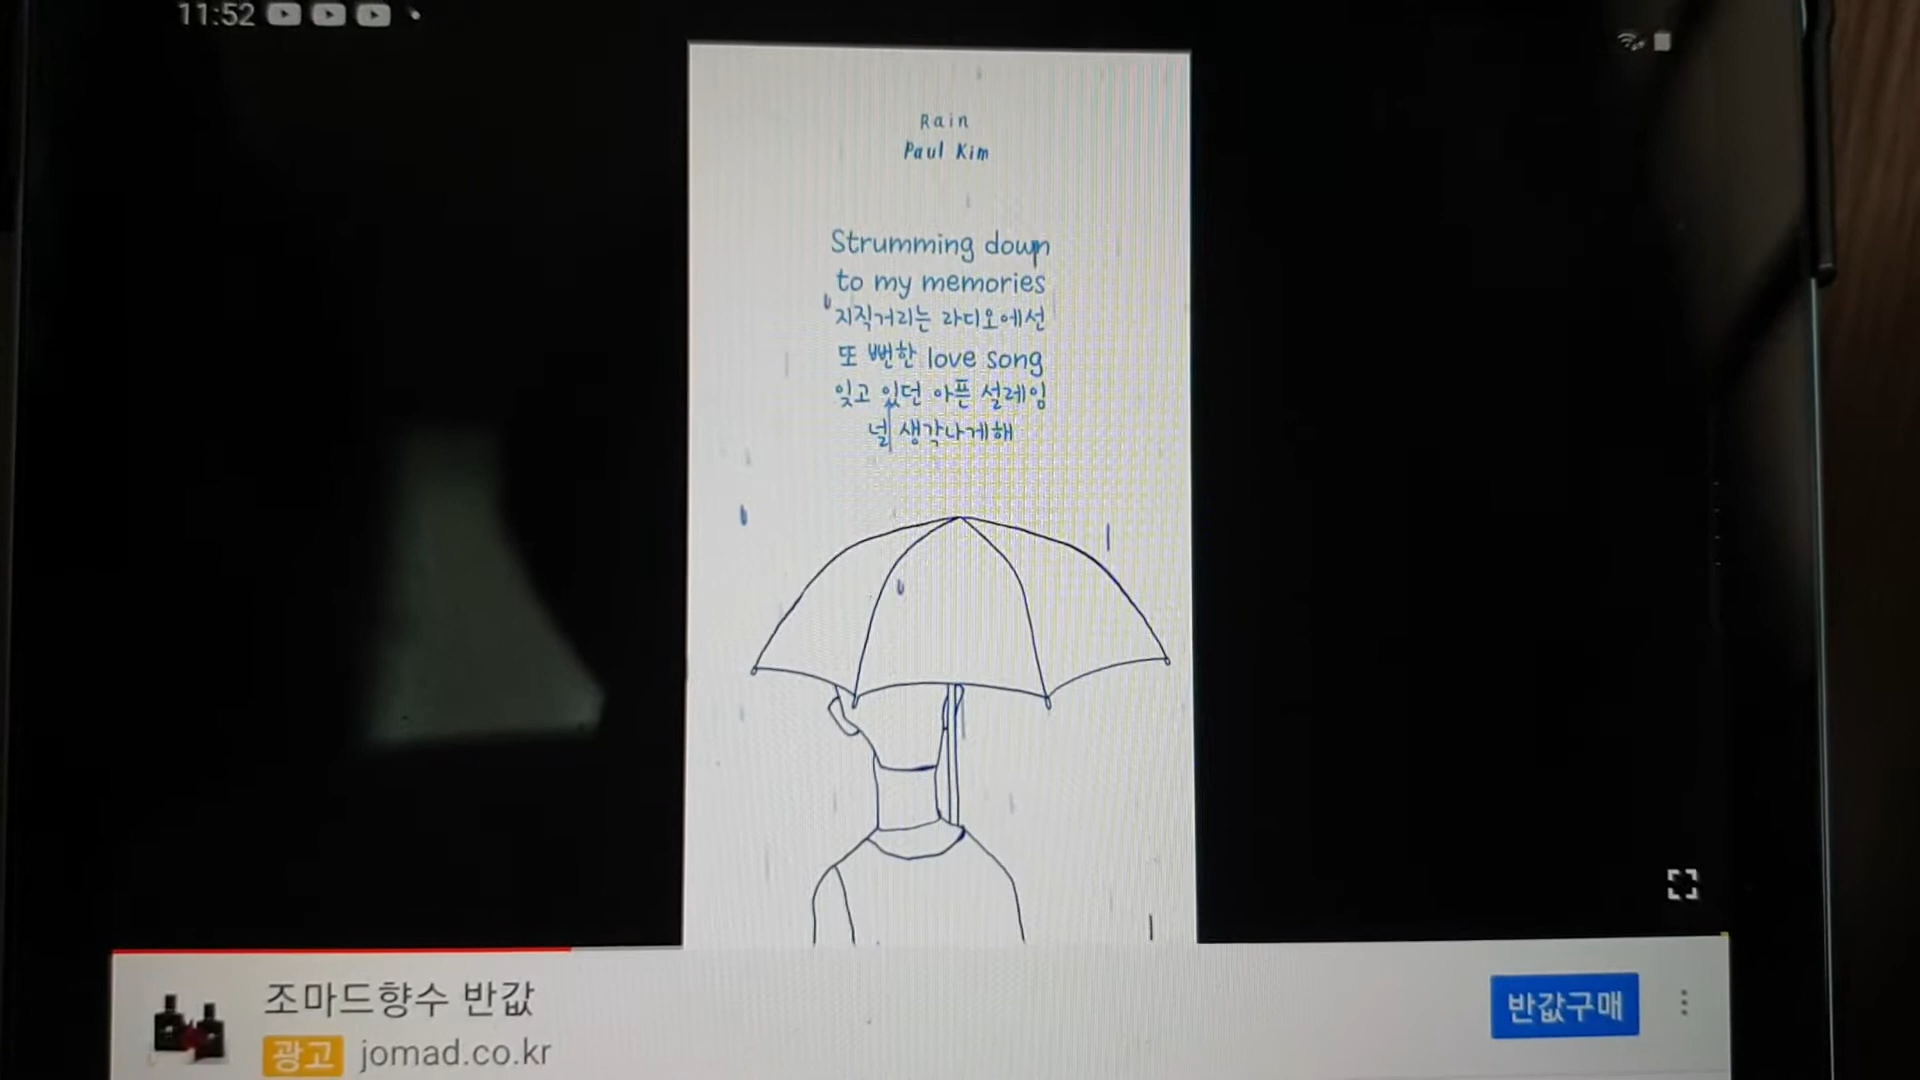 11:52
Rain
Paul Kim
Strumming down
to my memories
지직거리는 라디오에선
또 뻔한 love song
잊고 있던 아픈 설레임
널 생각나게해
조마드향수 반값
반값구매
광고 jomad.co.kr